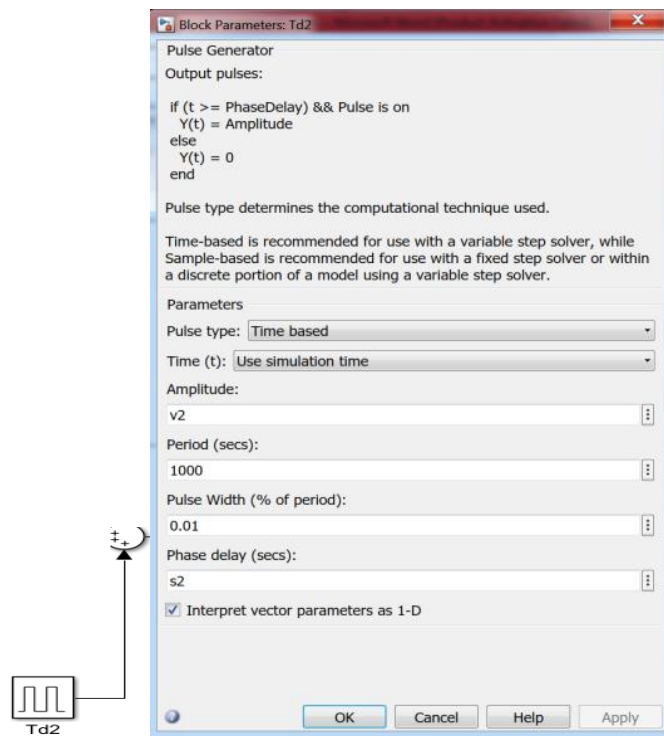 Block Parameters: Td2
Pulse Generator
Output pulses:
if (t >= PhaseDelay) && Pulse is on
Y(t) = Amplitude
else
Y(t) = 0
end
Pulse type determines the computational technique used.
Time-based is recommended for use with a variable step solver, while
Sample-based is recommended for use with a fixed step solver or within
a discrete portion of a model using a variable step solver.
Parameters
Pulse type: Time based
Time (t): Use simulation time
Amplitude:
v2
Period (secs):
1000
Pulse Width (% of period):
0.01
Phase delay (secs):
s2
Interpret vector parameters as 1-D
OK Cancel Help Apply
Td2